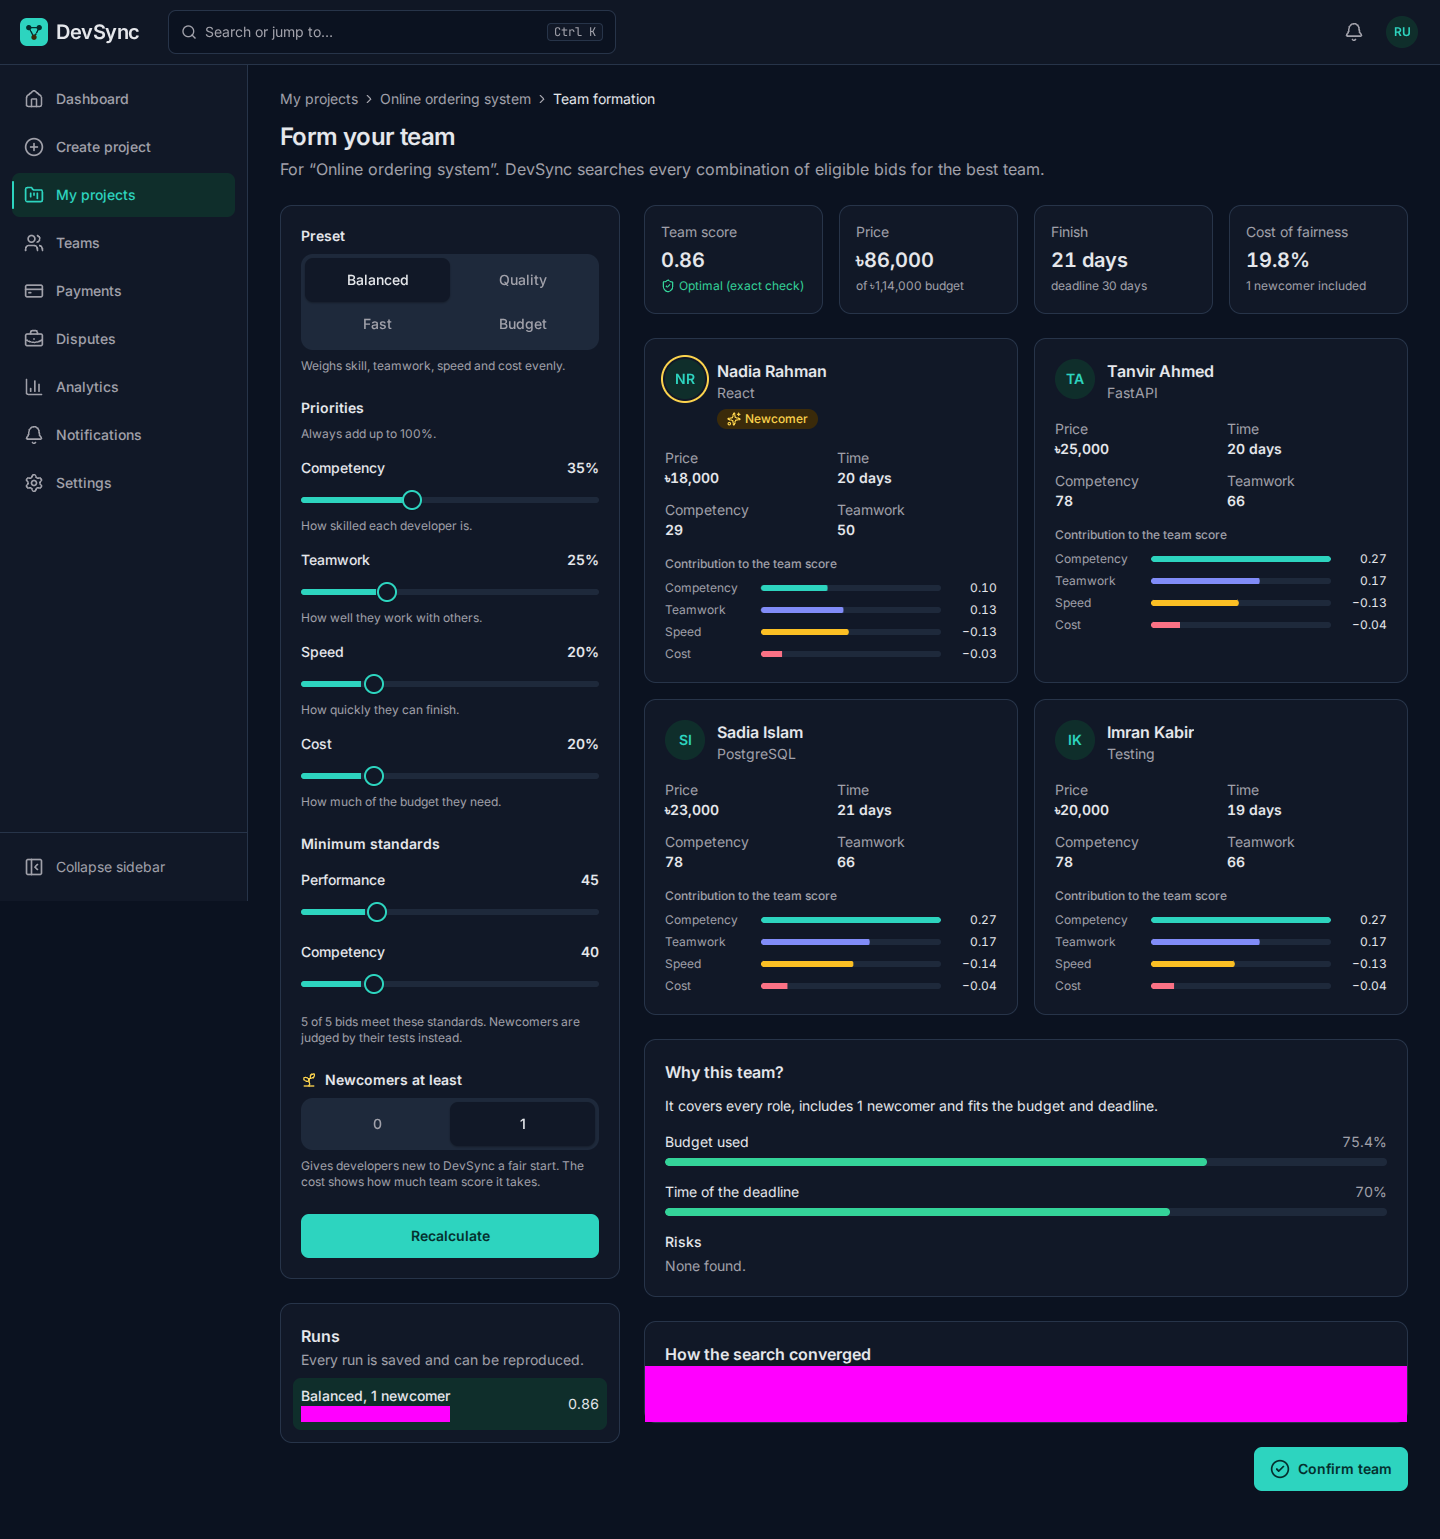 DevSync
Search or jump to...
Ctrl K
RU
Dashboard
Create project
My projects
Teams
Payments
Disputes
Analytics
Notifications
Settings
Collapse sidebar
My projects > Online ordering system > Team formation
Form your team
For “Online ordering system”. DevSync searches every combination of eligible bids for the best team.
Preset
Balanced
Quality
Fast
Budget
Weighs skill, teamwork, speed and cost evenly.
Priorities
Always add up to 100%.
Competency 35%
How skilled each developer is.
Teamwork 25%
How well they work with others.
Speed 20%
How quickly they can finish.
Cost 20%
How much of the budget they need.
Minimum standards
Performance 45
Competency 40
5 of 5 bids meet these standards. Newcomers are
judged by their tests instead.
Newcomers at least
0
1
Gives developers new to DevSync a fair start. The
cost shows how much team score it takes.
Recalculate
Runs
Every run is saved and can be reproduced.
Balanced, 1 newcomer
0.86
Team score
0.86
Optimal (exact check)
Price
৳86,000
of ৳1,14,000 budget
Finish
21 days
deadline 30 days
Cost of fairness
19.8%
1 newcomer included
NR
Nadia Rahman
React
Newcomer
Price Time
৳18,000 20 days
Competency Teamwork
29 50
Contribution to the team score
Competency 0.10
Teamwork 0.13
Speed −0.13
Cost −0.03
TA
Tanvir Ahmed
FastAPI
Price Time
৳25,000 20 days
Competency Teamwork
78 66
Contribution to the team score
Competency 0.27
Teamwork 0.17
Speed −0.13
Cost −0.04
SI
Sadia Islam
PostgreSQL
Price Time
৳23,000 21 days
Competency Teamwork
78 66
Contribution to the team score
Competency 0.27
Teamwork 0.17
Speed −0.14
Cost −0.04
IK
Imran Kabir
Testing
Price Time
৳20,000 19 days
Competency Teamwork
78 66
Contribution to the team score
Competency 0.27
Teamwork 0.17
Speed −0.13
Cost −0.04
Why this team?
It covers every role, includes 1 newcomer and fits the budget and deadline.
Budget used 75.4%
Time of the deadline 70%
Risks
None found.
How the search converged
Confirm team